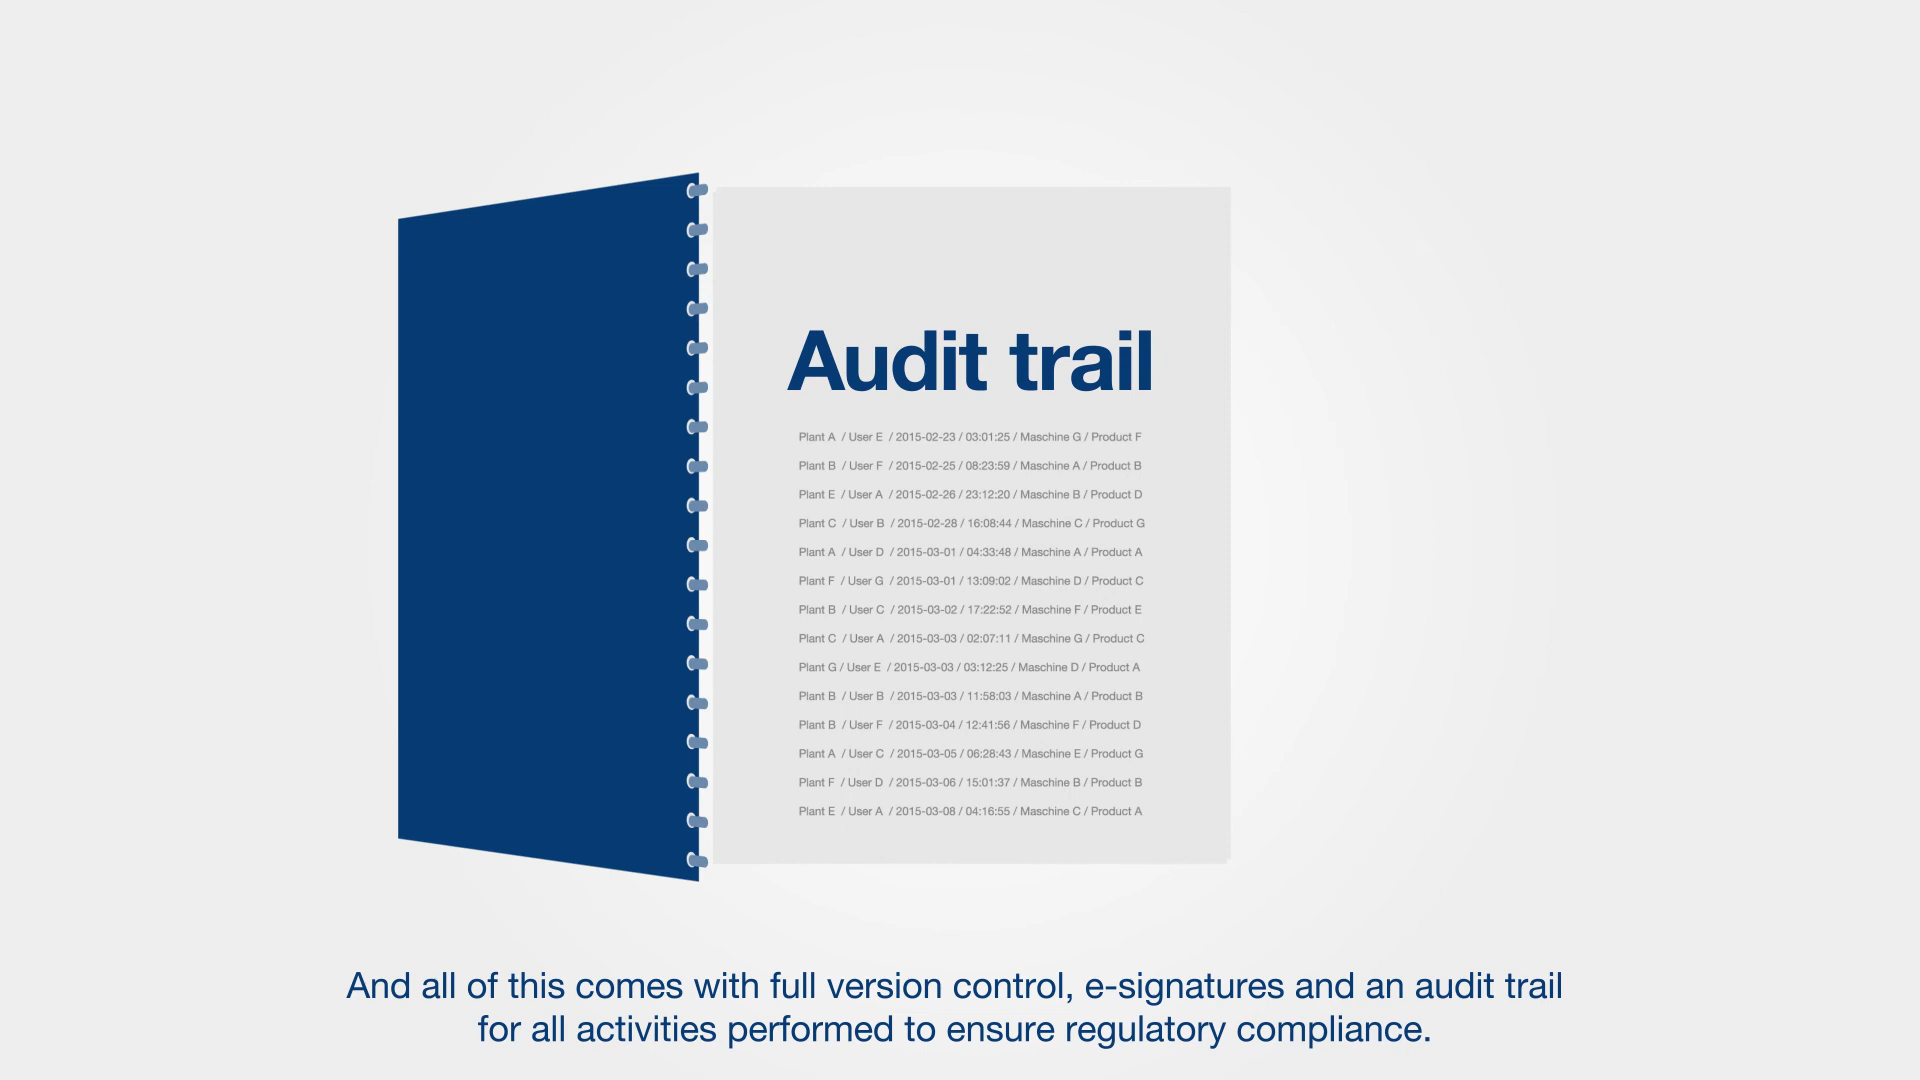 Audit trail
Plant A / User E / 2015-02-23 / 03:01:25 / Maschine G / Product F
Plant B / User F / 2015-02-25 / 08:23:59 / Maschine A / Product B
Plant E / User A / 2015-02-26 / 23:12:20 / Maschine B / Product D
Plant C / User B / 2015-02-28 / 16:08:44 / Maschine C / Product G
Plant A / User D / 2015-03-01 / 04:33:48 / Maschine A / Product A
Plant F / User G / 2015-03-01 / 13:09:02 / Maschine D / Product C
Plant B / User C / 2015-03-02 / 17:22:52 / Maschine F / Product E
Plant C / User A / 2015-03-03 / 02:07:11 / Maschine G / Product C
Plant G / User E / 2015-03-03 / 03:12:25 / Maschine D / Product A
Plant B / User B / 2015-03-03 / 11:58:03 / Maschine A / Product B
Plant B / User F / 2015-03-04 / 12:41:56 / Maschine F / Product D
Plant A / User C / 2015-03-05 / 06:28:43 / Maschine E / Product G
Plant F / User D / 2015-03-06 / 15:01:37 / Maschine B / Product B
Plant E / User A / 2015-03-08 / 04:16:55 / Maschine C / Product A
And all of this comes with full version control, e-signatures and an audit trail
for all activities performed to ensure regulatory compliance.